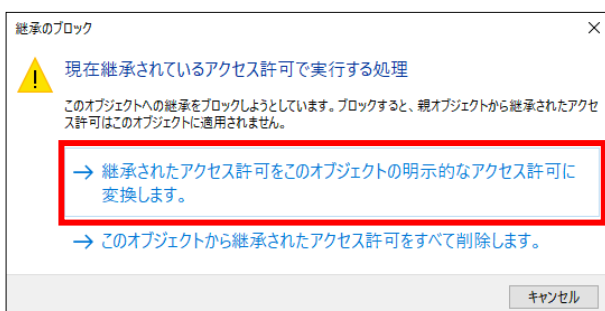 継承のブロック
現在継承されているアクセス許可で実行する処理
このオブジェクトへの継承をブロックしようとしています。ブロックすると、親オブジェクトから継承されたアクセ
ス許可はこのオブジェクトに適用されません。
→ 継承されたアクセス許可をこのオブジェクトの明示的なアクセス許可に
変換します。
→ このオブジェクトから継承されたアクセス許可をすべて削除します。
キャンセル